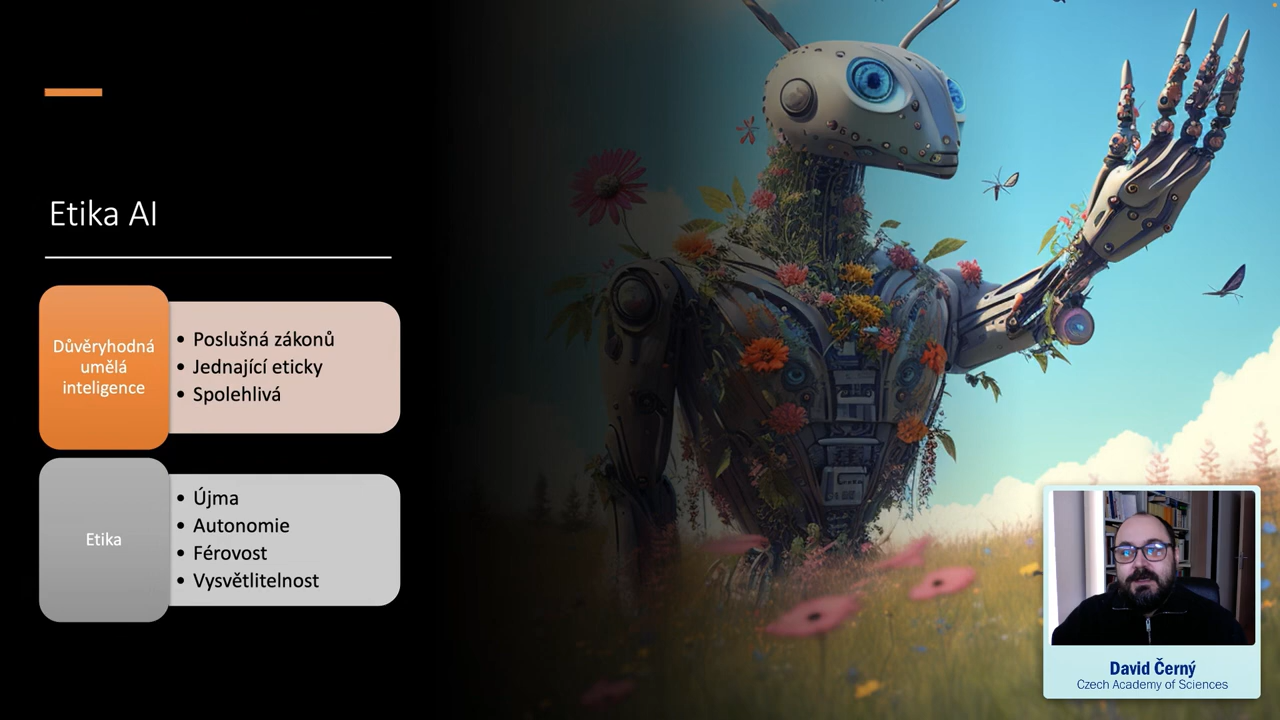 Etika AI
Důvěryhodná
umělá
inteligence
• Poslušná zákonů
• Jednající eticky
• Spolehlivá
Etika
• Újma
• Autonomie
• Férovost
• Vysvětlitelnost
David Černý
Czech Academy of Sciences